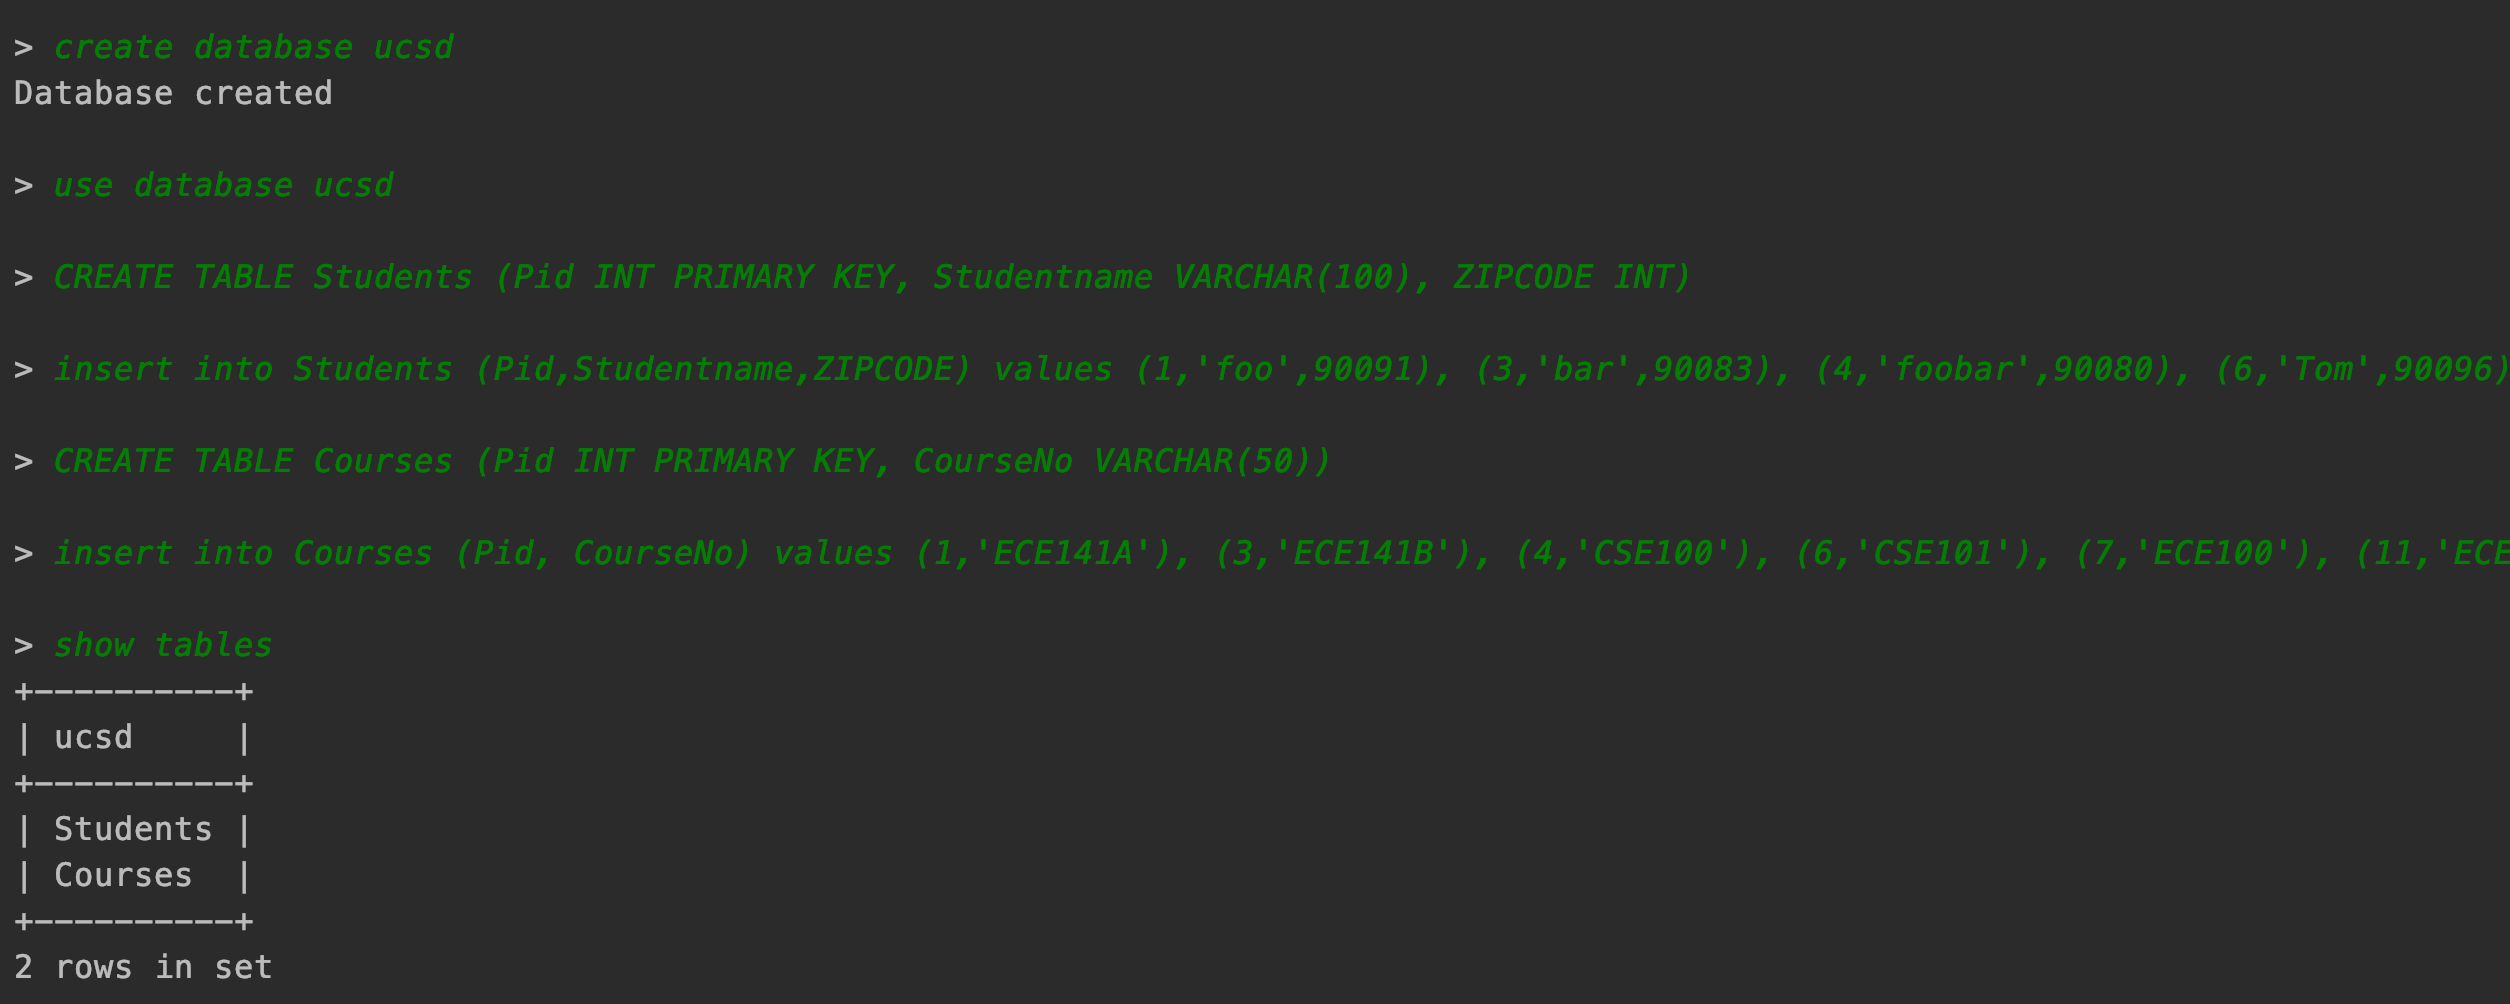 > create database ucsd
Database created
> use database ucsd
> CREATE TABLE Students (Pid INT PRIMARY KEY, Studentname VARCHAR(100), ZIPCODE INT)
> insert into Students (Pid,Studentname,ZIPCODE) values (1,'foo',90091), (3,'bar',90083), (4,'foobar',90080), (6,'Tom',90096)
> CREATE TABLE Courses (Pid INT PRIMARY KEY, CourseNo VARCHAR(50))
> insert into Courses (Pid, CourseNo) values (1,'ECE141A'), (3,'ECE141B'), (4,'CSE100'), (6,'CSE101'), (7,'ECE100'), (11,'ECE
> show tables
+----------+
| ucsd     |
+----------+
| Students |
| Courses  |
+----------+
2 rows in set